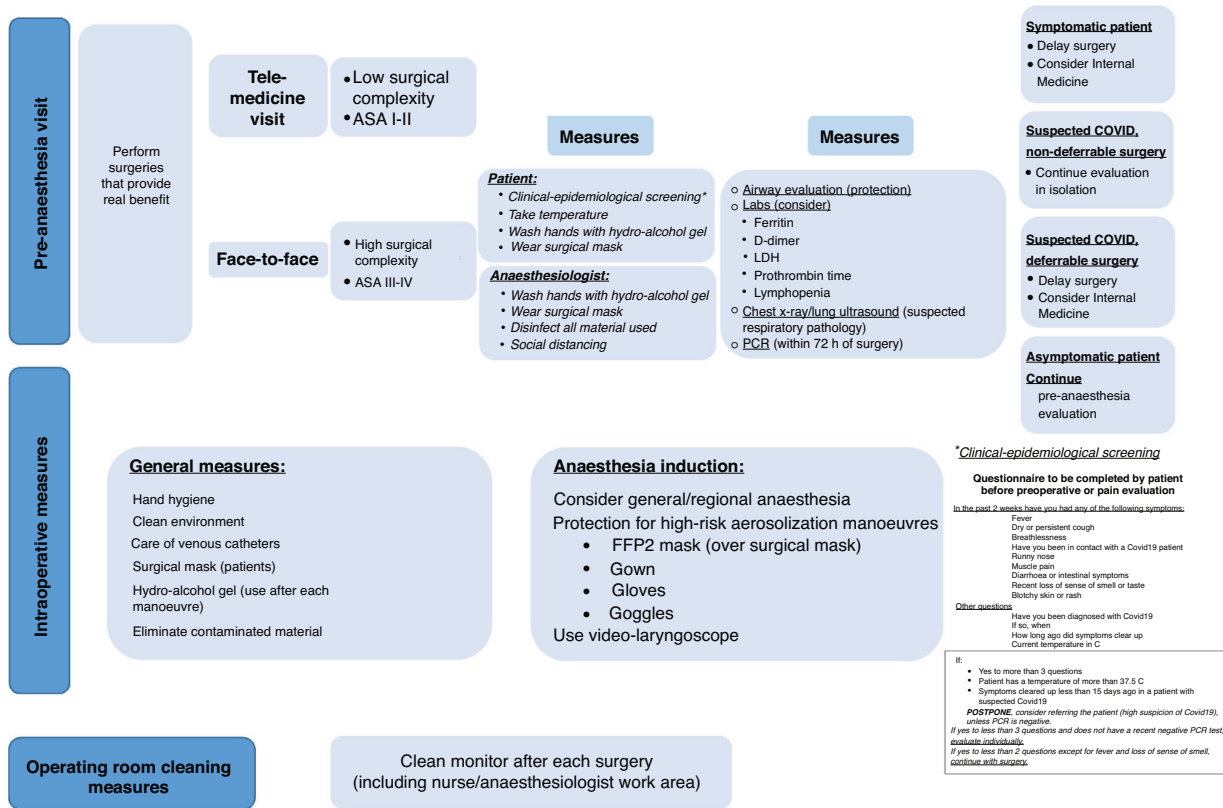 Pre-anaesthesia visit
Perform
surgeries
that provide
real benefit
Tele-
medicine
visit
• Low surgical
complexity
• ASA I-II
Face-to-face
• High surgical
complexity
• ASA III-IV
Measures
Patient:
• Clinical-epidemiological screening*
• Take temperature
• Wash hands with hydro-alcohol gel
• Wear surgical mask
Anaesthesiologist:
• Wash hands with hydro-alcohol gel
• Wear surgical mask
• Disinfect all material used
• Social distancing
Measures
○ Airway evaluation (protection)
○ Labs (consider)
• Ferritin
• D-dimer
• LDH
• Prothrombin time
• Lymphopenia
○ Chest x-ray/lung ultrasound (suspected
respiratory pathology)
○ PCR (within 72 h of surgery)
Symptomatic patient
• Delay surgery
• Consider Internal
Medicine
Suspected COVID,
non-deferrable surgery
• Continue evaluation
in isolation
Suspected COVID,
deferrable surgery
• Delay surgery
• Consider Internal
Medicine
Asymptomatic patient
Continue
pre-anaesthesia
evaluation
Intraoperative measures
General measures:
Hand hygiene
Clean environment
Care of venous catheters
Surgical mask (patients)
Hydro-alcohol gel (use after each
manoeuvre)
Eliminate contaminated material
Anaesthesia induction:
Consider general/regional anaesthesia
Protection for high-risk aerosolization manoeuvres
• FFP2 mask (over surgical mask)
• Gown
• Gloves
• Goggles
Use video-laryngoscope
*Clinical-epidemiological screening
Questionnaire to be completed by patient
before preoperative or pain evaluation
In the past 2 weeks have you had any of the following symptoms:
Fever
Dry or persistent cough
Breathlessness
Have you been in contact with a Covid19 patient
Runny nose
Muscle pain
Diarrhoea or intestinal symptoms
Recent loss of sense of smell or taste
Blotchy skin or rash
Other questions
Have you been diagnosed with Covid19
If so, when
How long ago did symptoms clear up
Current temperature in C
If:
• Yes to more than 3 questions
• Patient has a temperature of more than 37.5 C
• Symptoms cleared up less than 15 days ago in a patient with
suspected Covid19
POSTPONE, consider referring the patient (high suspicion of Covid19),
unless PCR is negative.
If yes to less than 3 questions and does not have a recent negative PCR test,
evaluate individually.
If yes to less than 2 questions except for fever and loss of sense of smell,
continue with surgery.
Operating room cleaning
measures
Clean monitor after each surgery
(including nurse/anaesthesiologist work area)